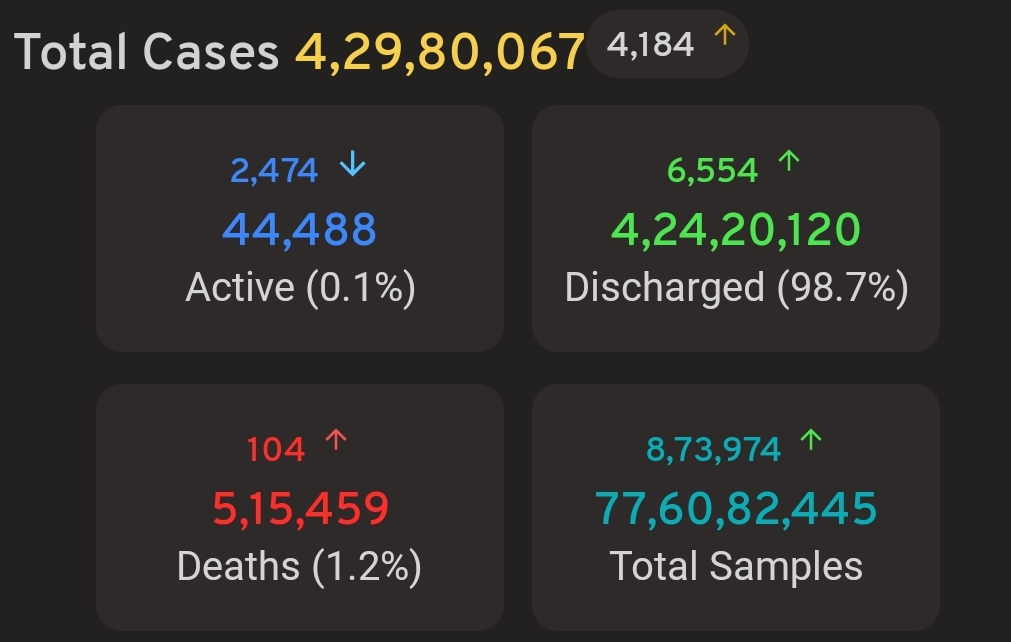 Total Cases 4,29,80,067 4,184 ↑
2,474 ↓
44,488
Active (0.1%)
6,554 ↑
4,24,20,120
Discharged (98.7%)
104 ↑
5,15,459
Deaths (1.2%)
8,73,974 ↑
77,60,82,445
Total Samples